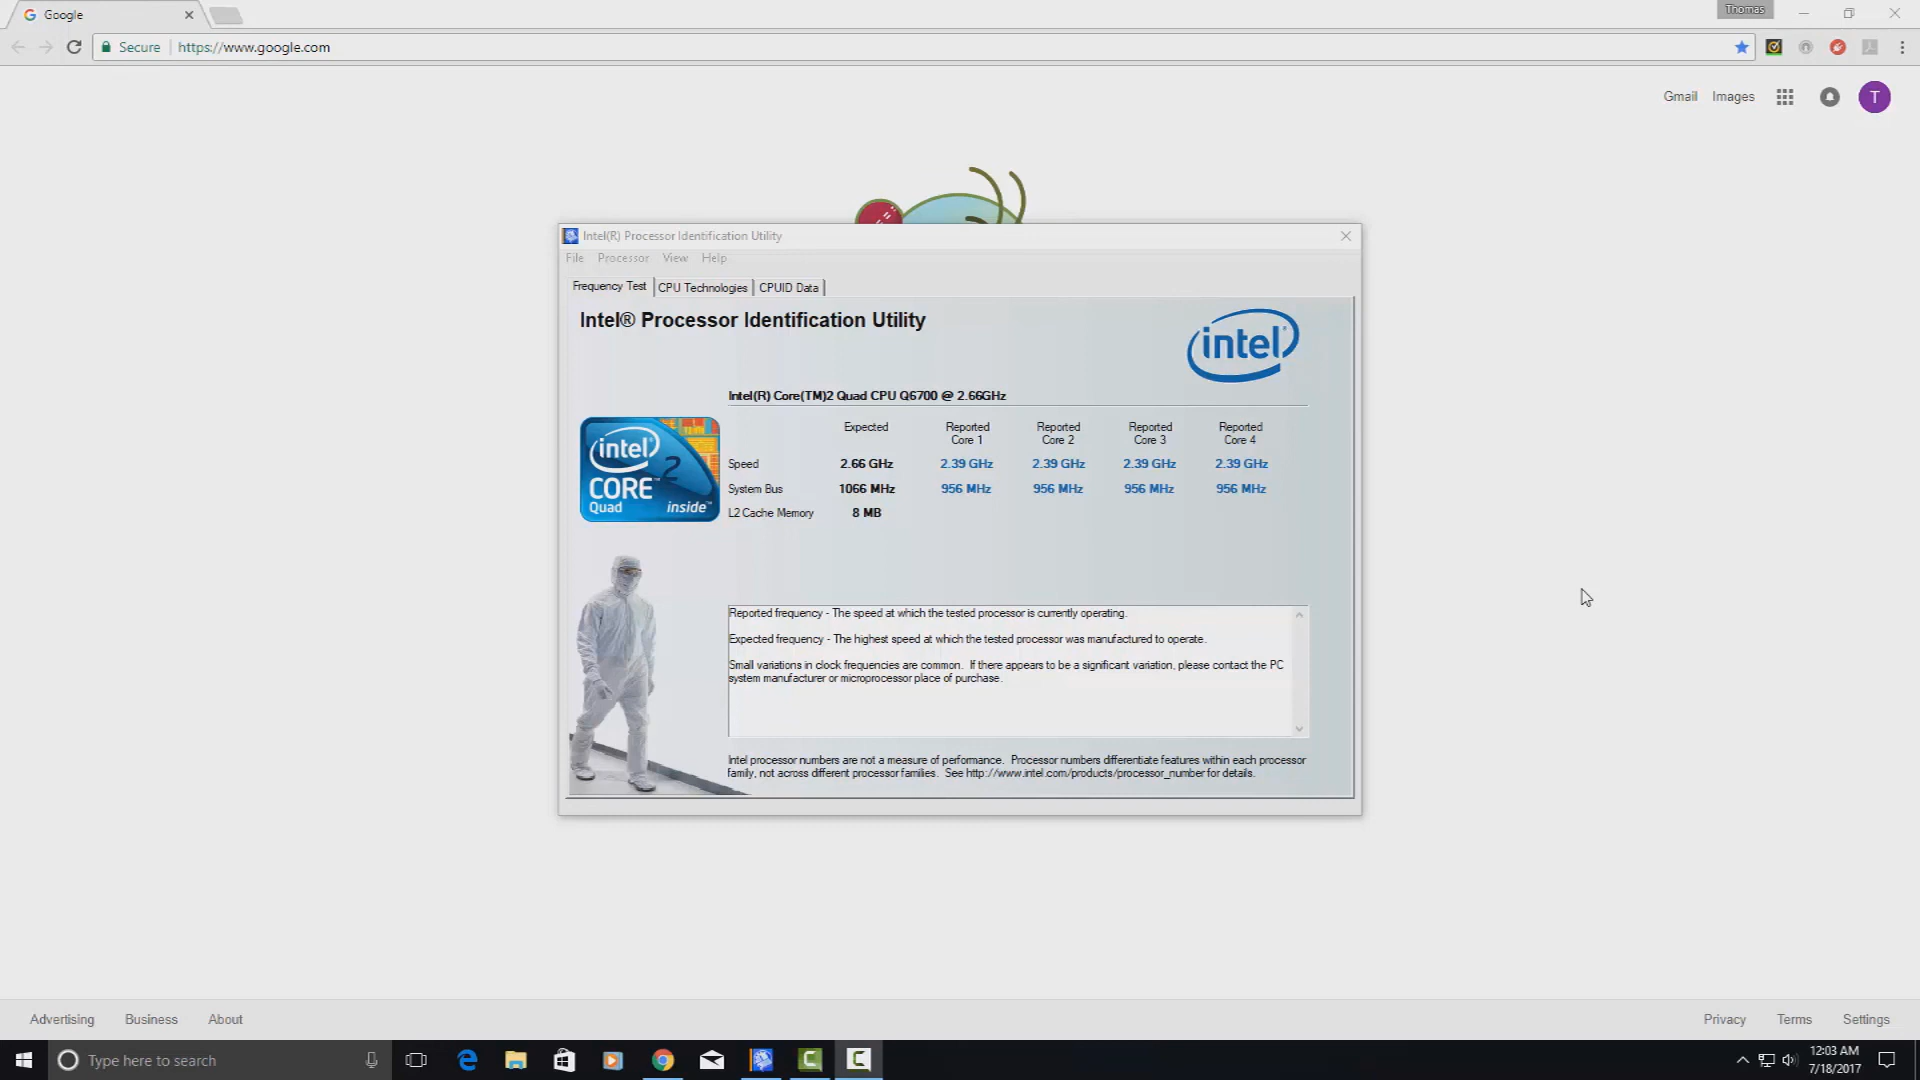 Google
Thomas
Secure
https://www.google.com
Gmail Images
T
Intel(R) Processor Identification Utility
File Processor View Help
Frequency Test CPU Technologies CPUID Data
Intel® Processor Identification Utility
intel®
Intel(R) Core(TM)2 Quad CPU Q6700 @ 2.66GHz
intel 2
CORE™
Quad inside™
Expected Reported Core 1 Reported Core 2 Reported Core 3 Reported Core 4
Speed 2.66 GHz 2.39 GHz 2.39 GHz 2.39 GHz 2.39 GHz
System Bus 1066 MHz 956 MHz 956 MHz 956 MHz 956 MHz
L2 Cache Memory 8 MB
Reported frequency - The speed at which the tested processor is currently operating.
Expected frequency - The highest speed at which the tested processor was manufactured to operate.
Small variations in clock frequencies are common.  If there appears to be a significant variation, please contact the PC
system manufacturer or microprocessor place of purchase.
Intel processor numbers are not a measure of performance.  Processor numbers differentiate features within each processor
family, not across different processor families.  See http://www.intel.com/products/processor_number for details.
Advertising Business About
Privacy Terms Settings
Type here to search
12:03 AM
7/18/2017